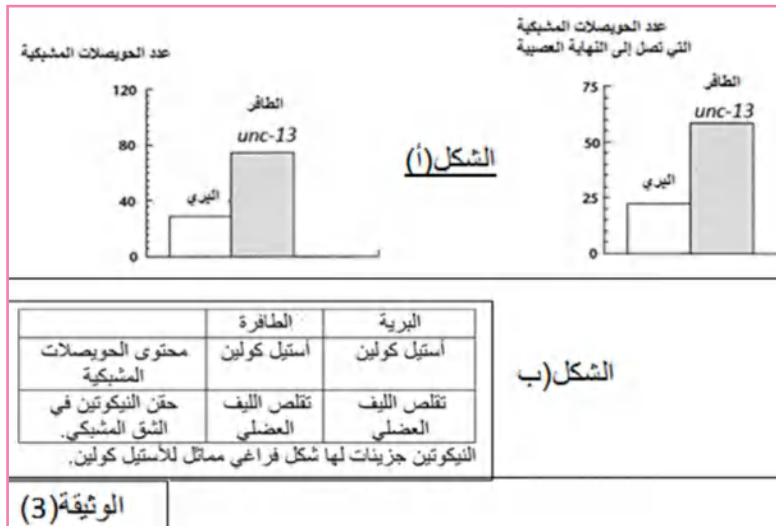 عدد الحويصلات المشبكية
التي تصل إلى النهاية العصبية
75
50
25
0
الطافر
unc-13
البري
الشكل(أ)
عدد الحويصلات المشبكية
120
80
40
0
الطافر
unc-13
البري
الشكل(ب
البرية
الطافرة
أستيل كولين
أستيل كولين
محتوى الحويصلات
المشبكية
تقلص الليف
العضلي
تقلص الليف
العضلي
حقن النيكوتين في
الشق المشبكي.
النيكوتين جزيئات لها شكل فراغي مماثل للأستيل كولين.
الوثيقة(3)